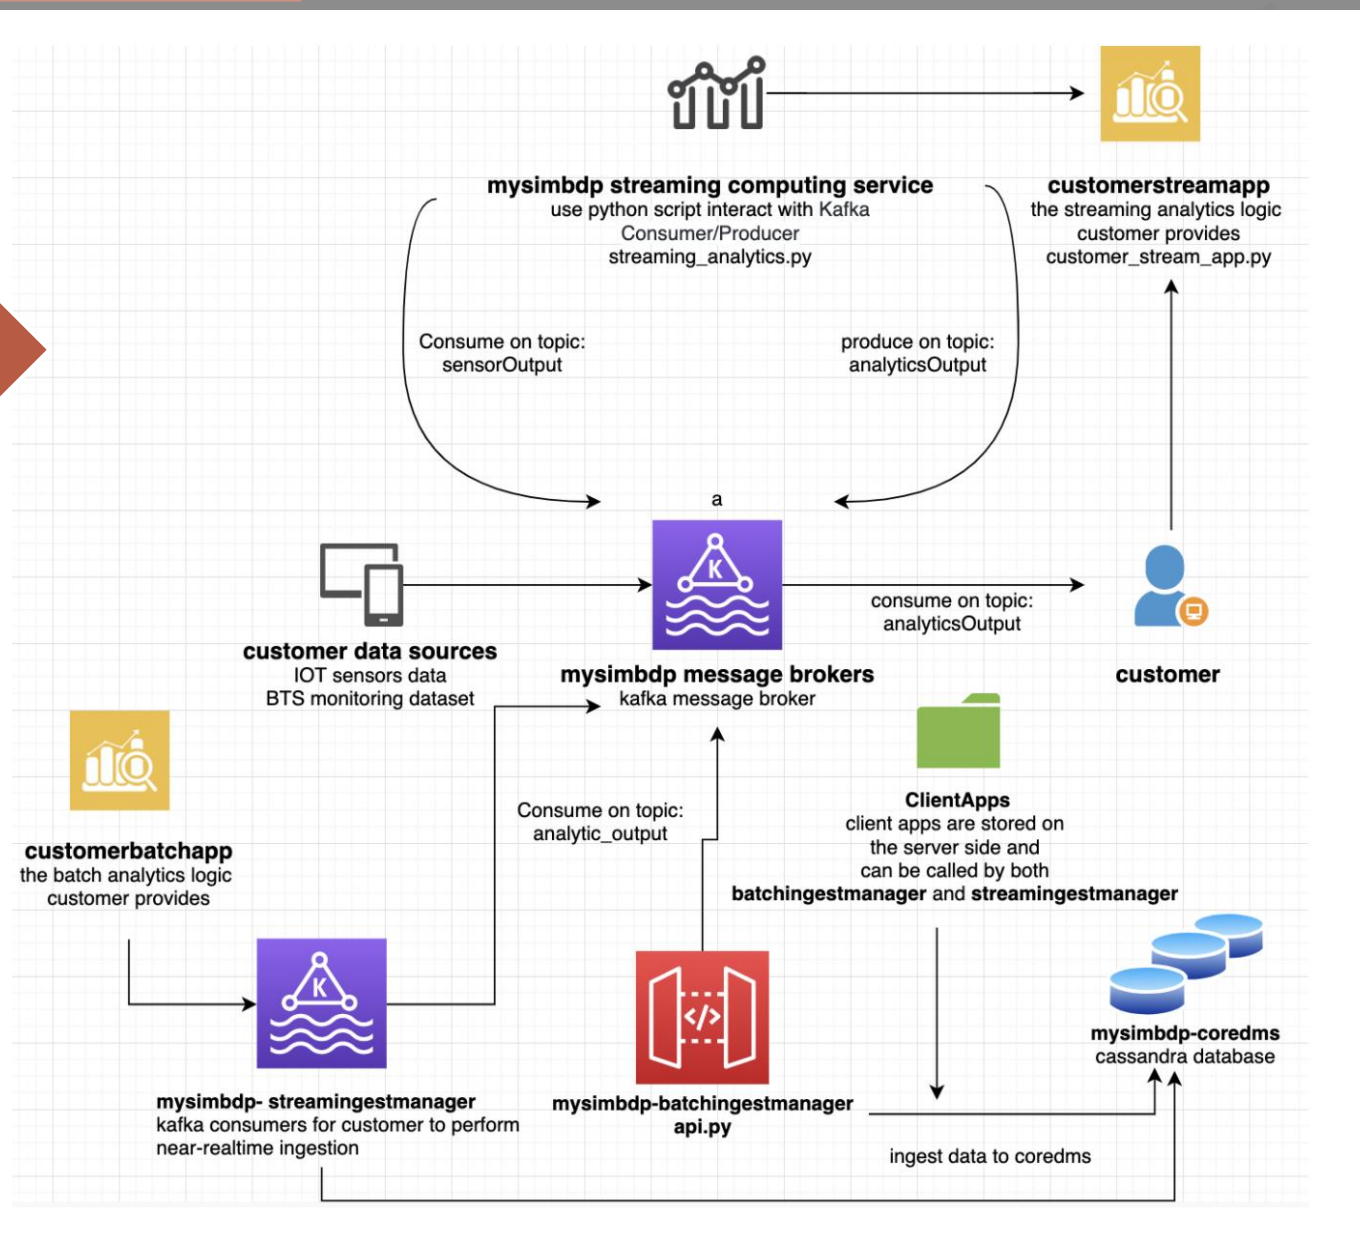 mysimbdp streaming computing service
use python script interact with Kafka
Consumer/Producer
streaming_analytics.py
customerstreamapp
the streaming analytics logic
customer provides
customer_stream_app.py
Consume on topic:
sensorOutput
produce on topic:
analyticsOutput
a
K
consume on topic:
analyticsOutput
customer data sources
IOT sensors data
BTS monitoring dataset
mysimbdp message brokers
kafka message broker
customer
Consume on topic:
analytic_output
ClientApps
client apps are stored on
the server side and
can be called by both
batchingestmanager and streamingestmanager
customerbatchapp
the batch analytics logic
customer provides
K
</>
mysimbdp-coredms
cassandra database
mysimbdp- streamingestmanager
kafka consumers for customer to perform
near-realtime ingestion
mysimbdp-batchingestmanager
api.py
ingest data to coredms